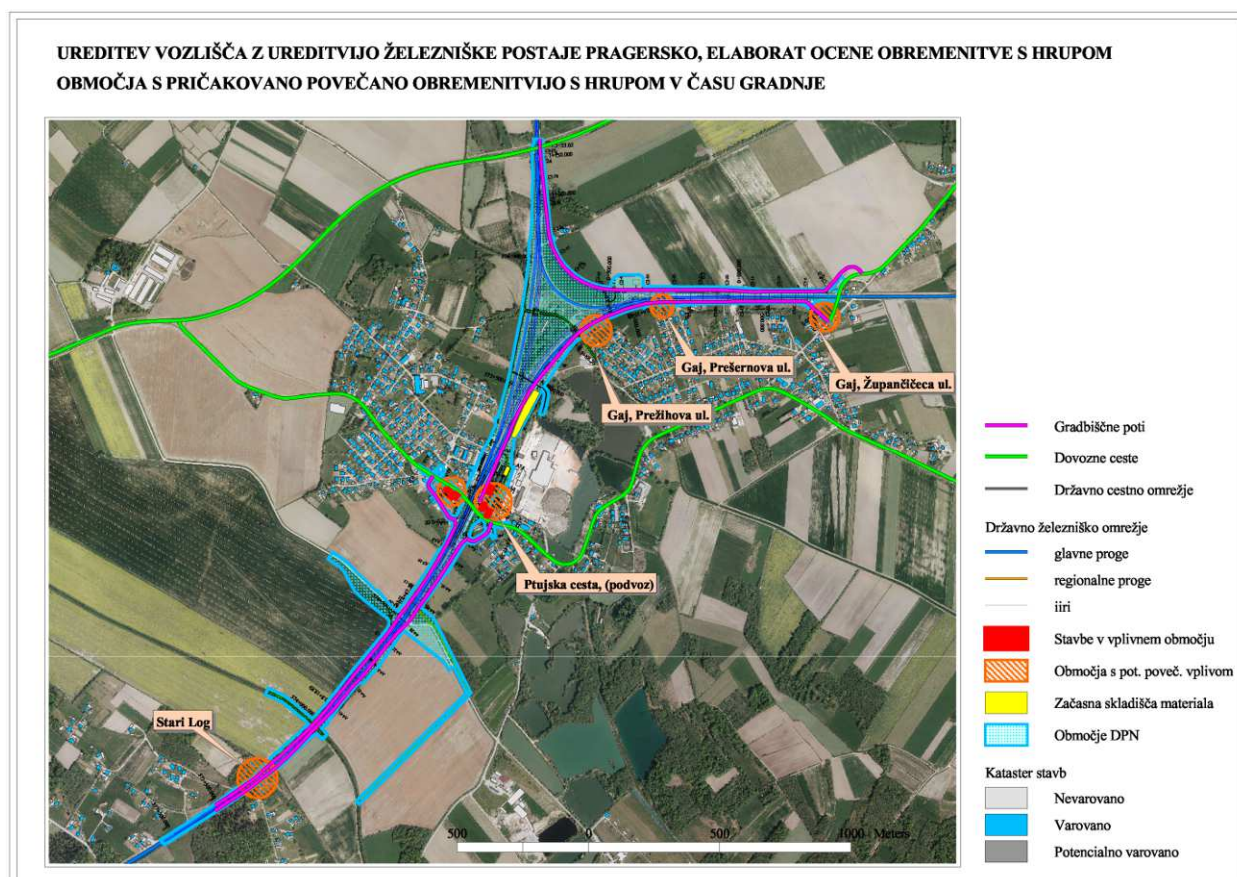 UREDITEV VOZLIŠČA Z UREDITVIJO ŽELEZNIŠKE POSTAJE PRAGERSKO, ELABORAT OCENE OBREMENITVE S HRUPOM
OBMOČJA S PRIČAKOVANO POVEČANO OBREMENITVIJO S HRUPOM V ČASU GRADNJE
Gaj, Prešernova ul.
Gaj, Župančičeca ul.
Gaj, Prežihova ul.
Ptujska cesta, (podvoz)
Stari Log
500 0 500 1000 Meters
Gradbiščne poti
Dovozne ceste
Državno cestno omrežje
Državno železniško omrežje
glavne proge
regionalne proge
iiri
Stavbe v vplivnem območju
Območja s pot. poveč. vplivom
Začasna skladišča materiala
Območje DPN
Kataster stavb
Nevarovano
Varovano
Potencialno varovano